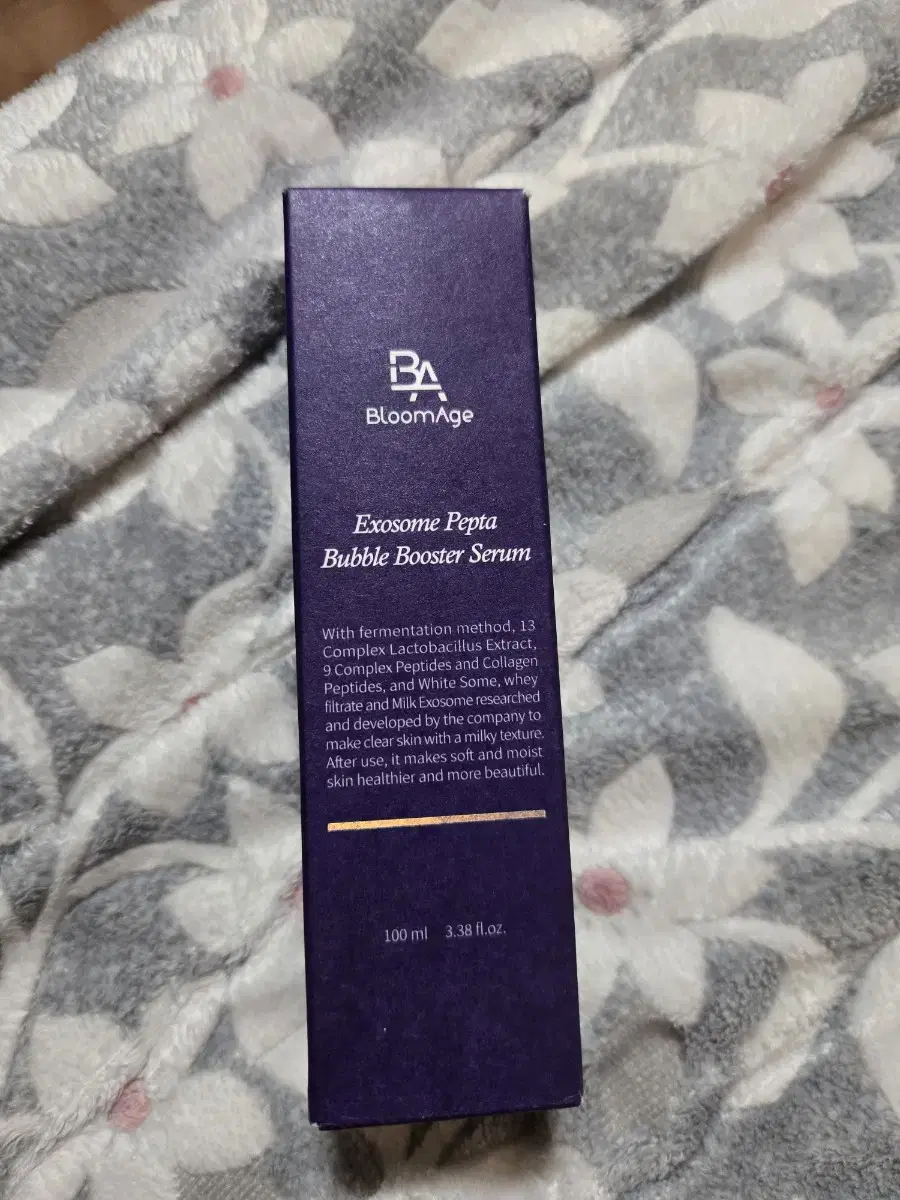 BA
BloomAge
Exosome Pepta
Bubble Booster Serum
With fermentation method, 13
Complex Lactobacillus Extract,
9 Complex Peptides and Collagen
Peptides, and White Some, whey
filtrate and Milk Exosome researched
and developed by the company to
make clear skin with a milky texture.
After use, it makes soft and moist
skin healthier and more beautiful.
100 ml 3.38 fl.oz.